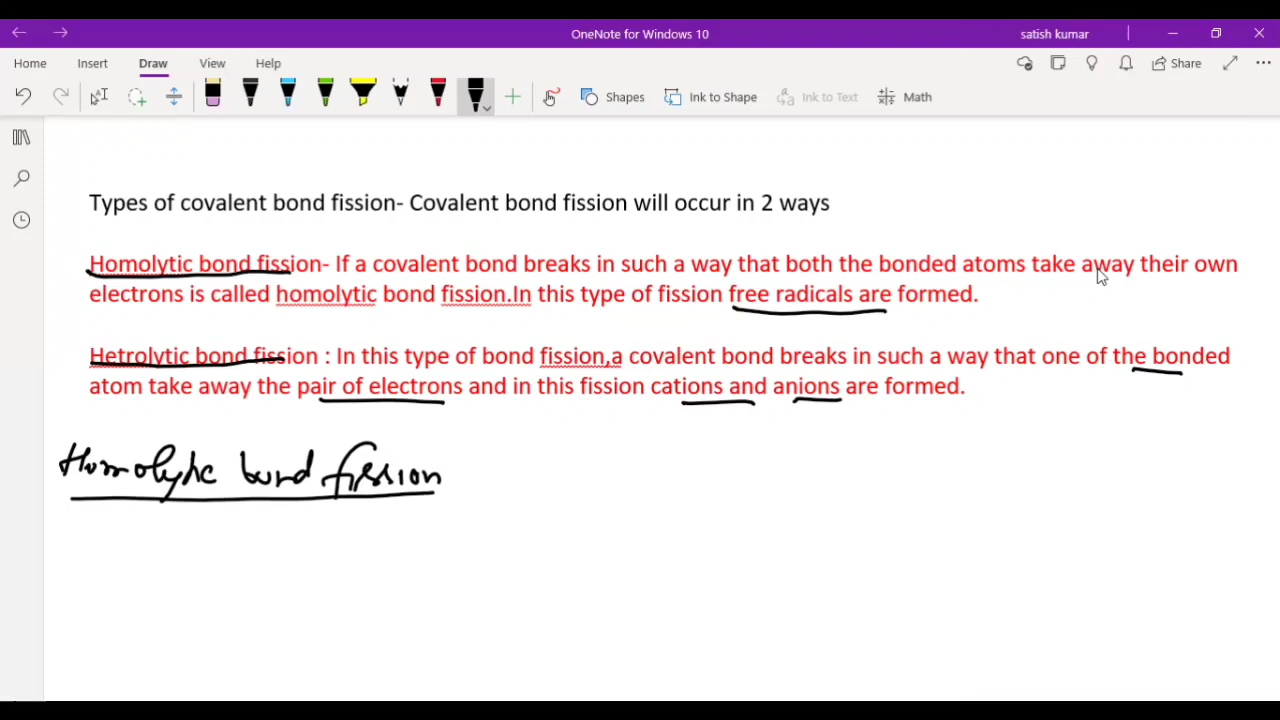 OneNote for Windows 10
satish kumar
Home Insert Draw View Help
Share
Shapes Ink to Shape Ink to Text Math
Types of covalent bond fission- Covalent bond fission will occur in 2 ways
Homolytic bond fission- If a covalent bond breaks in such a way that both the bonded atoms take away their own
electrons is called homolytic bond fission.In this type of fission free radicals are formed.
Hetrolytic bond fission : In this type of bond fission,a covalent bond breaks in such a way that one of the bonded
atom take away the pair of electrons and in this fission cations and anions are formed.
Homolytic bond fission